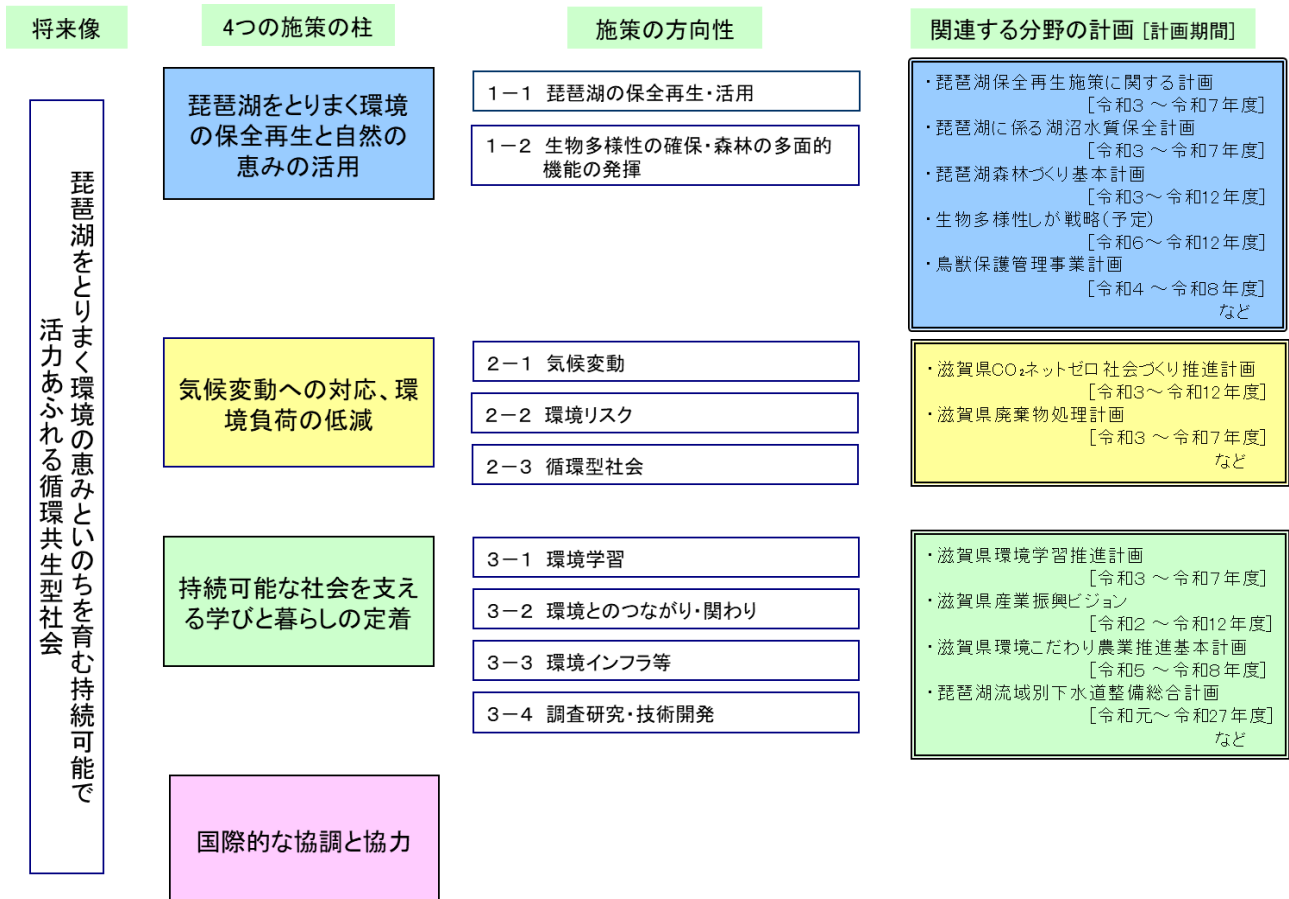 将来像
4つの施策の柱
施策の方向性
関連する分野の計画 [計画期間]
琵琶湖をとりまく環境の恵みといのちを育む持続可能で
活力あふれる循環共生型社会
琵琶湖をとりまく環境
の保全再生と自然の
恵みの活用
1-1 琵琶湖の保全再生・活用
1-2 生物多様性の確保・森林の多面的
機能の発揮
・琵琶湖保全再生施策に関する計画
[令和3 ～令和7年度]
・琵琶湖に係る湖沼水質保全計画
[令和3 ～令和7年度]
・琵琶湖森林づくり基本計画
[令和3～令和12年度]
・生物多様性しが戦略(予定)
[令和6～令和12年度]
・鳥獣保護管理事業計画
[令和4 ～令和8年度]
など
気候変動への対応、環
境負荷の低減
2-1 気候変動
2-2 環境リスク
2-3 循環型社会
・滋賀県CO₂ネットゼロ社会づくり推進計画
[令和3～令和12年度]
・滋賀県廃棄物処理計画
[令和3 ～令和7年度]
など
持続可能な社会を支え
る学びと暮らしの定着
3-1 環境学習
3-2 環境とのつながり・関わり
3-3 環境インフラ等
3-4 調査研究・技術開発
・滋賀県環境学習推進計画
[令和3 ～令和7年度]
・滋賀県産業振興ビジョン
[令和2 ～令和12年度]
・滋賀県環境こだわり農業推進基本計画
[令和5 ～令和8年度]
・琵琶湖流域別下水道整備総合計画
[令和元～令和27年度]
など
国際的な協調と協力